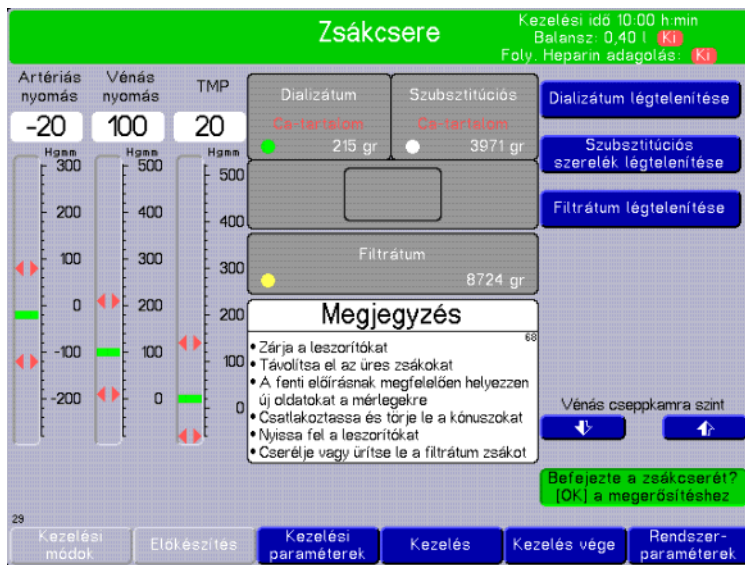 Zsákcsere
Kezelési idő 10:00 h:min
Balansz: 0,40 l Ki
Foly. Heparin adagolás: Ki
Artériás
nyomás
Vénás
nyomás
TMP
-20
100
20
Hgmm
Hgmm
Hgmm
300
200
100
0
-100
-200
500
400
300
200
100
0
500
400
300
200
100
0
Dializátum
Ca-tartalom
215 gr
Szubsztitúciós
Ca-tartalom
3971 gr
Filtrátum
8724 gr
Megjegyzés
68
• Zárja a leszorítókat
• Távolítsa el az üres zsákokat
• A fenti előírásnak megfelelően helyezzen
új oldatokat a mérlegekre
• Csatlakoztassa és törje le a kónuszokat
• Nyissa fel a leszorítókat
• Cserélje vagy ürítse le a filtrátum zsákot
Dializátum légtelenítése
Szubsztitúciós
szerelék légtelenítése
Filtrátum légtelenítése
Vénás cseppkamra szint
Befejezte a zsákcserét?
[OK] a megerősítéshez
29
Kezelési
módok
Előkészítés
Kezelési
paraméterek
Kezelés
Kezelés vége
Rendszer-
paraméterek